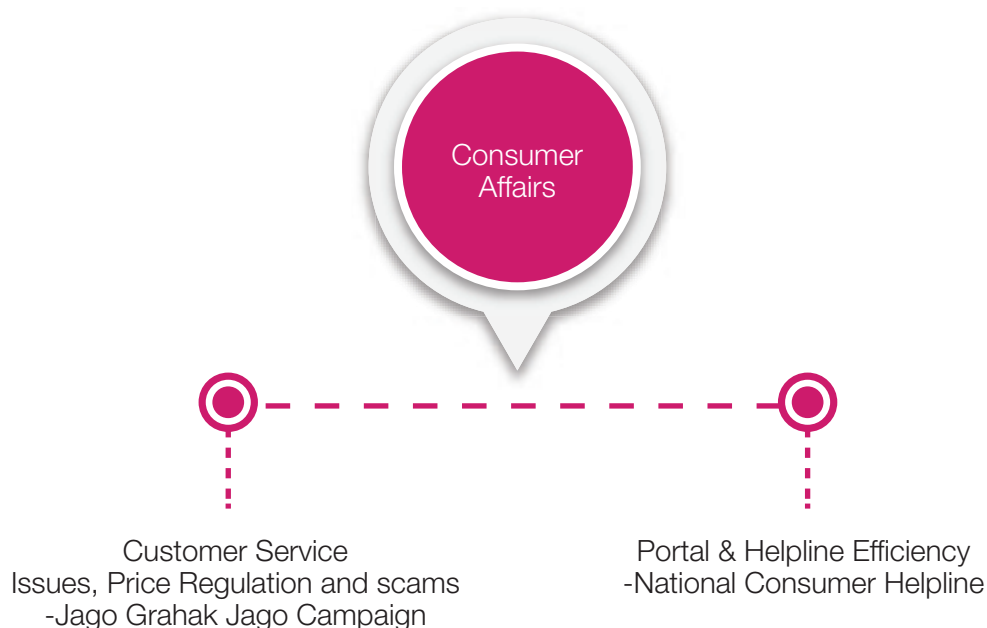 Consumer
Affairs
Customer Service
Issues, Price Regulation and scams
-Jago Grahak Jago Campaign
Portal & Helpline Efficiency
-National Consumer Helpline